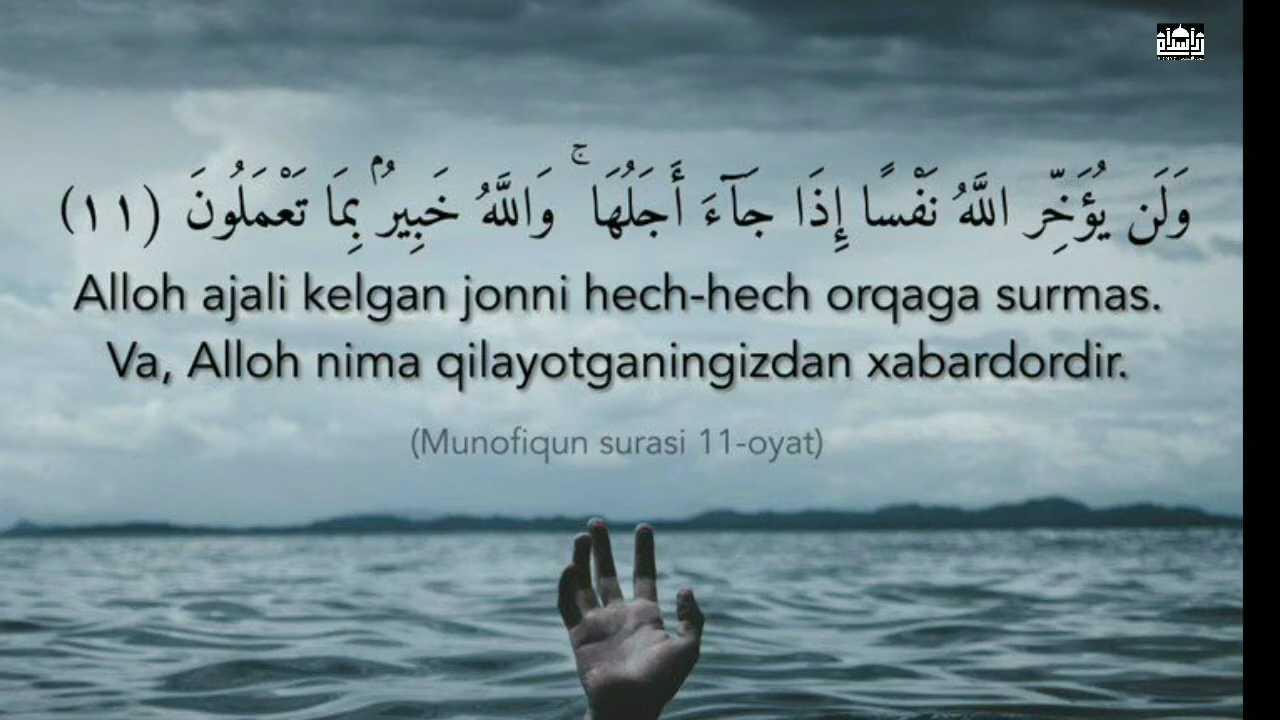 وَلَن يُؤَخِّرَ اللَّهُ نَفْسًا إِذَا جَآءَ أَجَلُهَا ۚ وَاللَّهُ خَبِيرٌۢ بِمَا تَعْمَلُونَ (١١)
Alloh ajali kelgan jonni hech-hech orqaga surmas.
Va, Alloh nima qilayotganingizdan xabardordir.
(Munofiqun surasi 11-oyat)